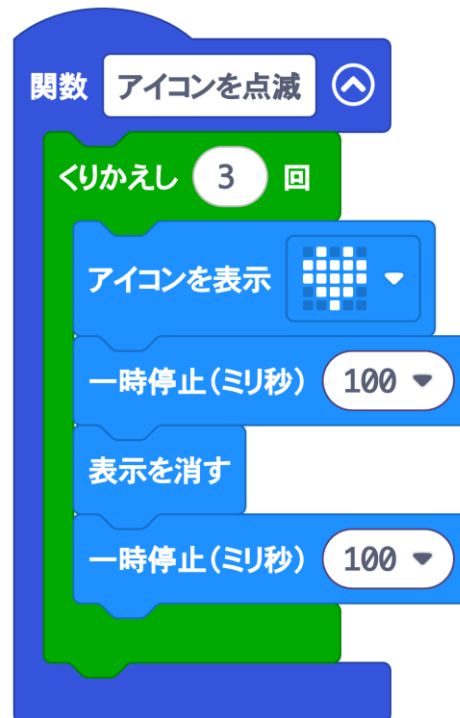 関数 アイコンを点滅
くりかえし 3 回
アイコンを表示
一時停止(ミリ秒) 100
表示を消す
一時停止(ミリ秒) 100